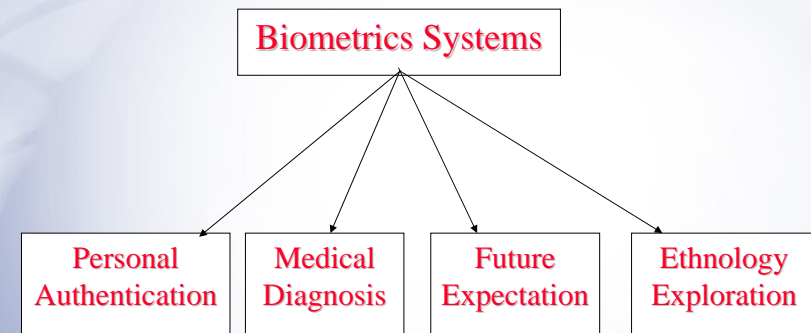 Biometrics Systems
Personal
Authentication
Medical
Diagnosis
Future
Expectation
Ethnology
Exploration